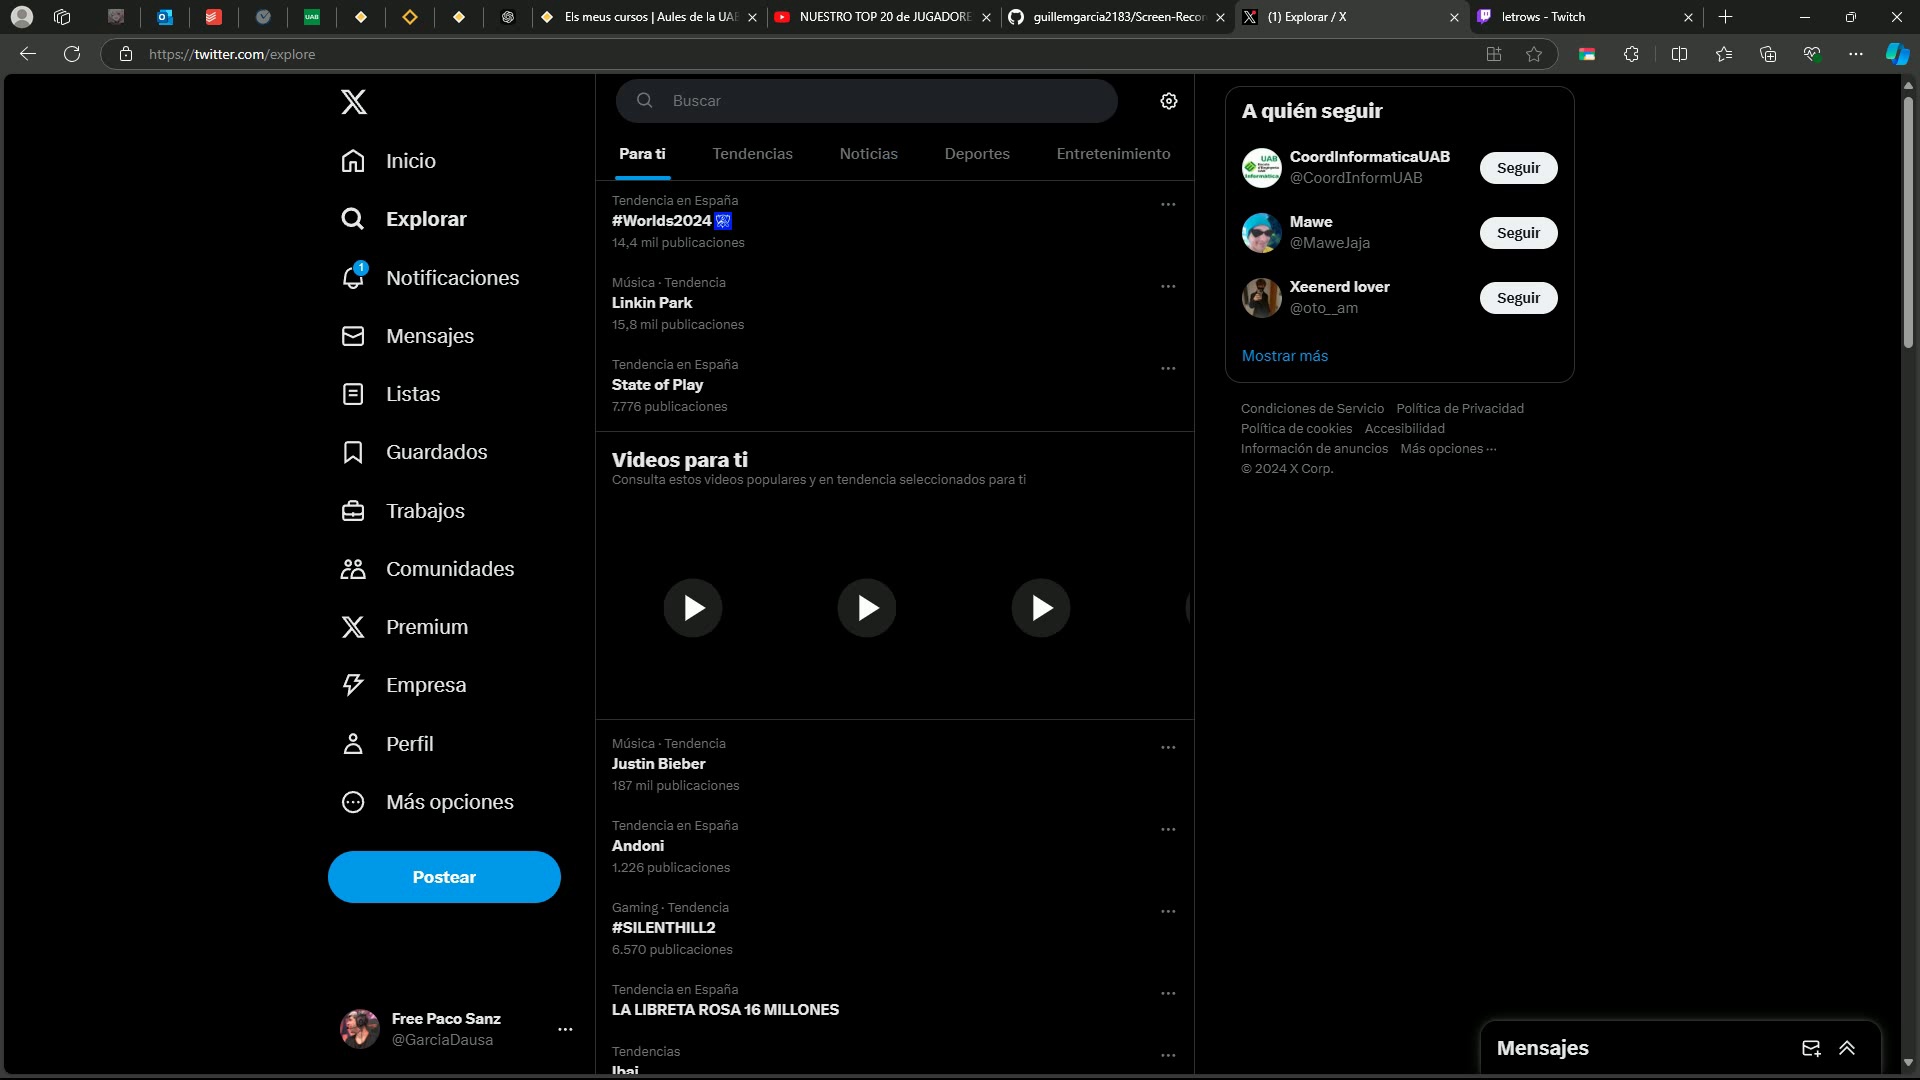 UAB
Els meus cursos | Aules de la UAB
NUESTRO TOP 20 de JUGADORE
guillemgarcia2183/Screen-Recor
(1) Explorar / X
letrows - Twitch
https://twitter.com/explore
Inicio
Explorar
1
Notificaciones
Mensajes
Listas
Guardados
Trabajos
Comunidades
Premium
Empresa
Perfil
Más opciones
Postear
Free Paco Sanz
@GarciaDausa
Buscar
Para ti
Tendencias
Noticias
Deportes
Entretenimiento
Tendencia en España
#Worlds2024
14,4 mil publicaciones
Música · Tendencia
Linkin Park
15,8 mil publicaciones
Tendencia en España
State of Play
7.776 publicaciones
Videos para ti
Consulta estos videos populares y en tendencia seleccionados para ti
Música · Tendencia
Justin Bieber
187 mil publicaciones
Tendencia en España
Andoni
1.226 publicaciones
Gaming · Tendencia
#SILENTHILL2
6.570 publicaciones
Tendencia en España
LA LIBRETA ROSA 16 MILLONES
Tendencias
Ibai
A quién seguir
UAB
Informàtica
CoordInformaticaUAB
@CoordInformUAB
Seguir
Mawe
@MaweJaja
Seguir
Xeenerd lover
@oto__am
Seguir
Mostrar más
Condiciones de Servicio Política de Privacidad
Política de cookies Accesibilidad
Información de anuncios Más opciones ···
© 2024 X Corp.
Mensajes